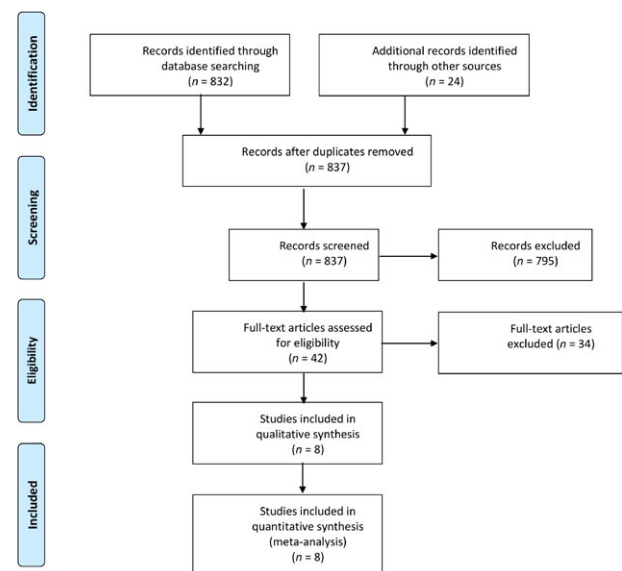 Identification
Records identified through
database searching
(n = 832)
Additional records identified
through other sources
(n = 24)
Records after duplicates removed
(n = 837)
Screening
Records screened
(n = 837)
Records excluded
(n = 795)
Eligibility
Full-text articles assessed
for eligibility
(n = 42)
Full-text articles
excluded (n = 34)
Studies included in
qualitative synthesis
(n = 8)
Included
Studies included in
quantitative synthesis
(meta-analysis)
(n = 8)